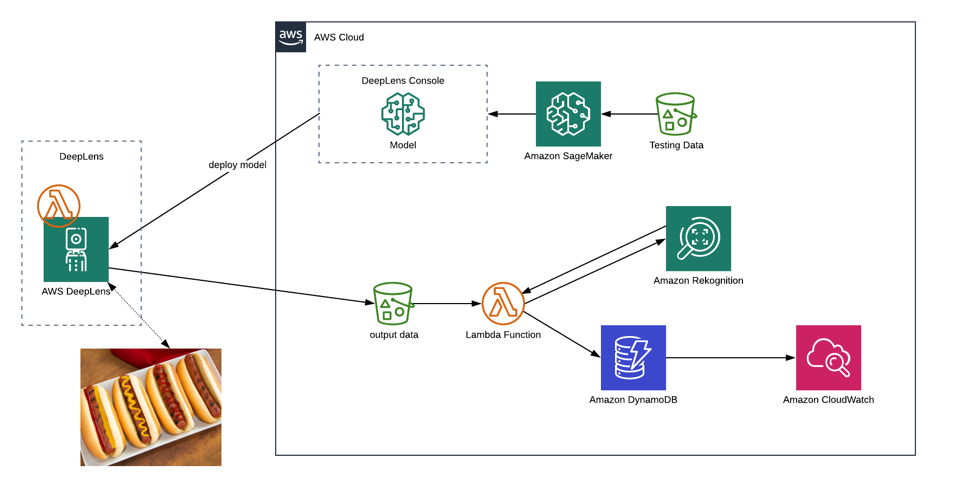 aws
AWS Cloud
DeepLens Console
Model
Amazon SageMaker
Testing Data
deploy model
DeepLens
AWS DeepLens
Amazon Rekognition
output data
Lambda Function
Amazon DynamoDB
Amazon CloudWatch